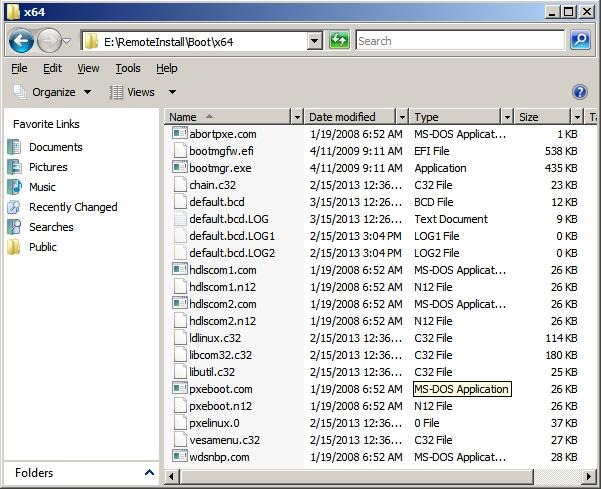 x64
E:\RemoteInstall\Boot\x64 Search
File Edit View Tools Help
Organize Views
Favorite Links
Documents
Pictures
Music
Recently Changed
Searches
Public
Folders
Name Date modified Type Size Ta
abortpxe.com 1/19/2008 6:52 AM MS-DOS Applicat... 1 KB
bootmgfw.efi 4/11/2009 9:11 AM EFI File 538 KB
bootmgr.exe 4/11/2009 9:11 AM Application 435 KB
chain.c32 2/15/2013 12:36... C32 File 23 KB
default.bcd 3/15/2013 12:26... BCD File 12 KB
default.bcd.LOG 3/15/2013 12:26... Text Document 9 KB
default.bcd.LOG1 2/15/2013 3:04 PM LOG1 File 0 KB
default.bcd.LOG2 2/15/2013 3:04 PM LOG2 File 0 KB
hdlscom1.com 1/19/2008 6:52 AM MS-DOS Applicat... 26 KB
hdlscom1.n12 1/19/2008 6:52 AM N12 File 26 KB
hdlscom2.com 1/19/2008 6:52 AM MS-DOS Applicat... 26 KB
hdlscom2.n12 1/19/2008 6:52 AM N12 File 26 KB
ldlinux.c32 2/15/2013 12:36... C32 File 114 KB
libcom32.c32 2/15/2013 12:36... C32 File 180 KB
libutil.c32 2/15/2013 12:36... C32 File 25 KB
pxeboot.com 1/19/2008 6:52 AM MS-DOS Application 26 KB
pxeboot.n12 1/19/2008 6:52 AM N12 File 26 KB
pxelinux.0 2/15/2013 12:36... 0 File 37 KB
vesamenu.c32 2/15/2013 12:36... C32 File 27 KB
wdsnbp.com 1/19/2008 6:52 AM MS-DOS Applicat... 28 KB